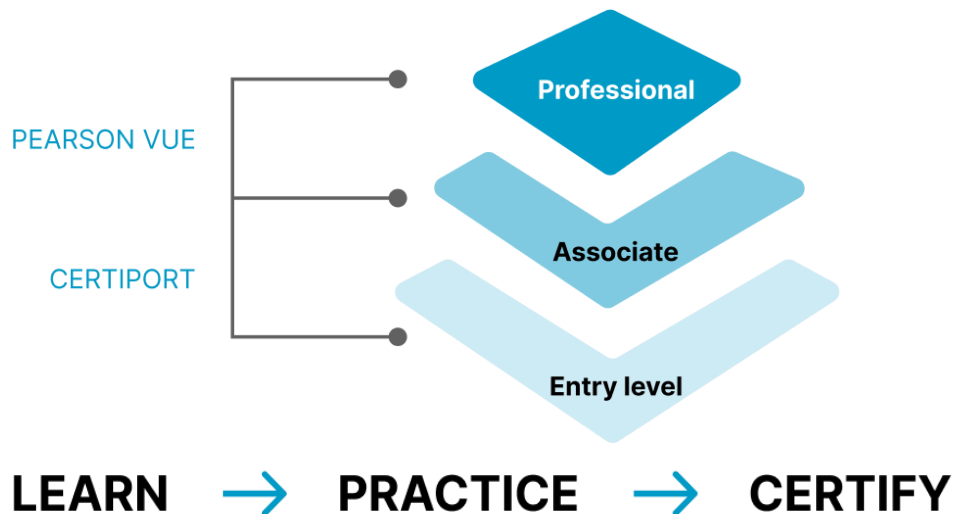 Professional
PEARSON VUE
Associate
CERTIPORT
Entry level
LEARN → PRACTICE → CERTIFY